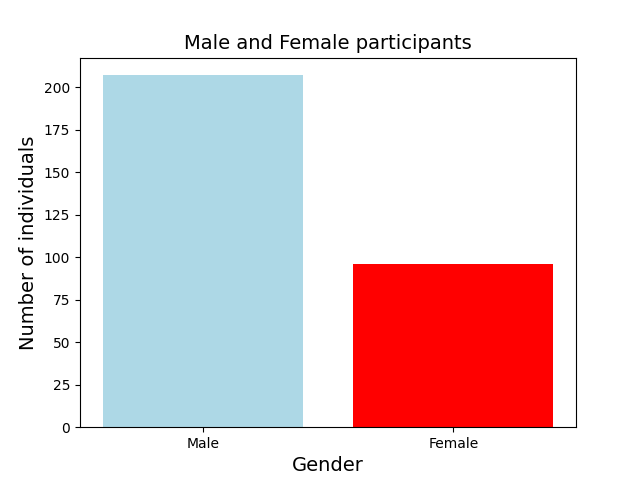 Male and Female participants
Number of individuals
200
175
150
125
100
75
50
25
0
Male Female
Gender